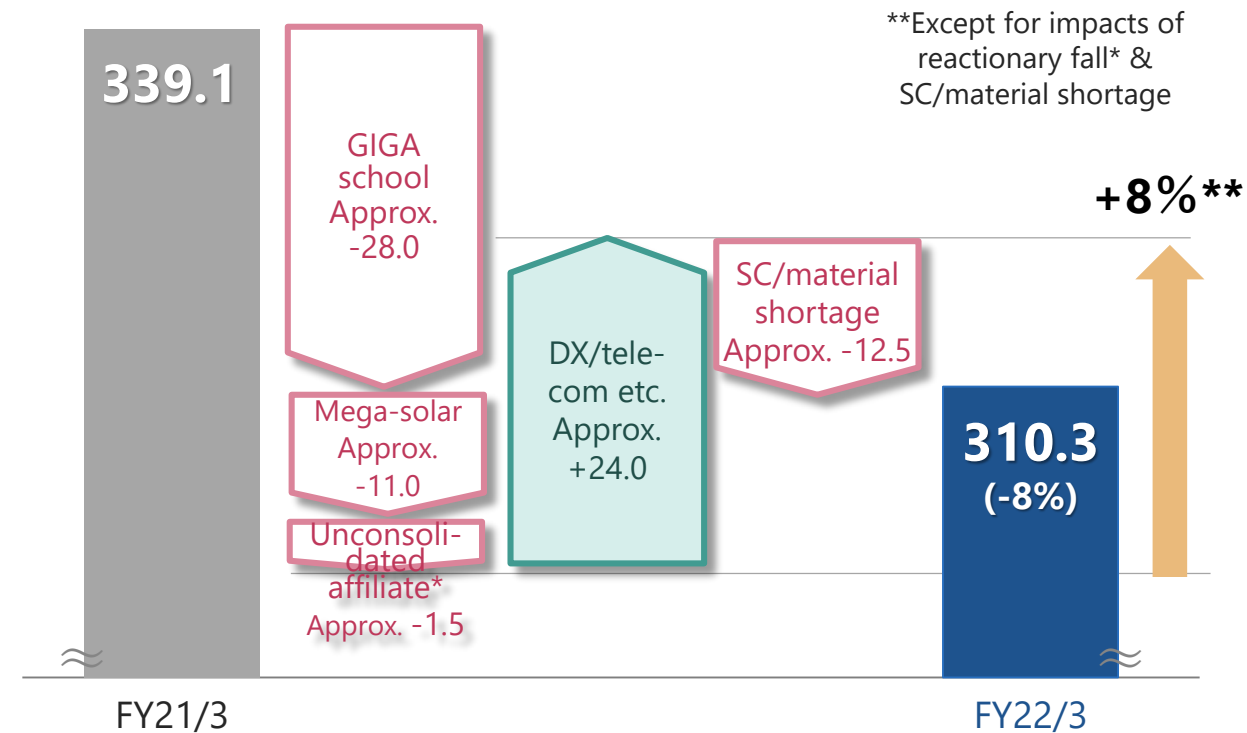 **Except for impacts of
reactionary fall* &
SC/material shortage
339.1
GIGA
school
Approx.
-28.0
+8%**
SC/material
shortage
Approx. -12.5
DX/tele-
com etc.
Approx.
+24.0
Mega-solar
Approx.
-11.0
310.3
(-8%)
Unconsoli-
dated
affiliate*
Approx. -1.5
FY21/3
FY22/3